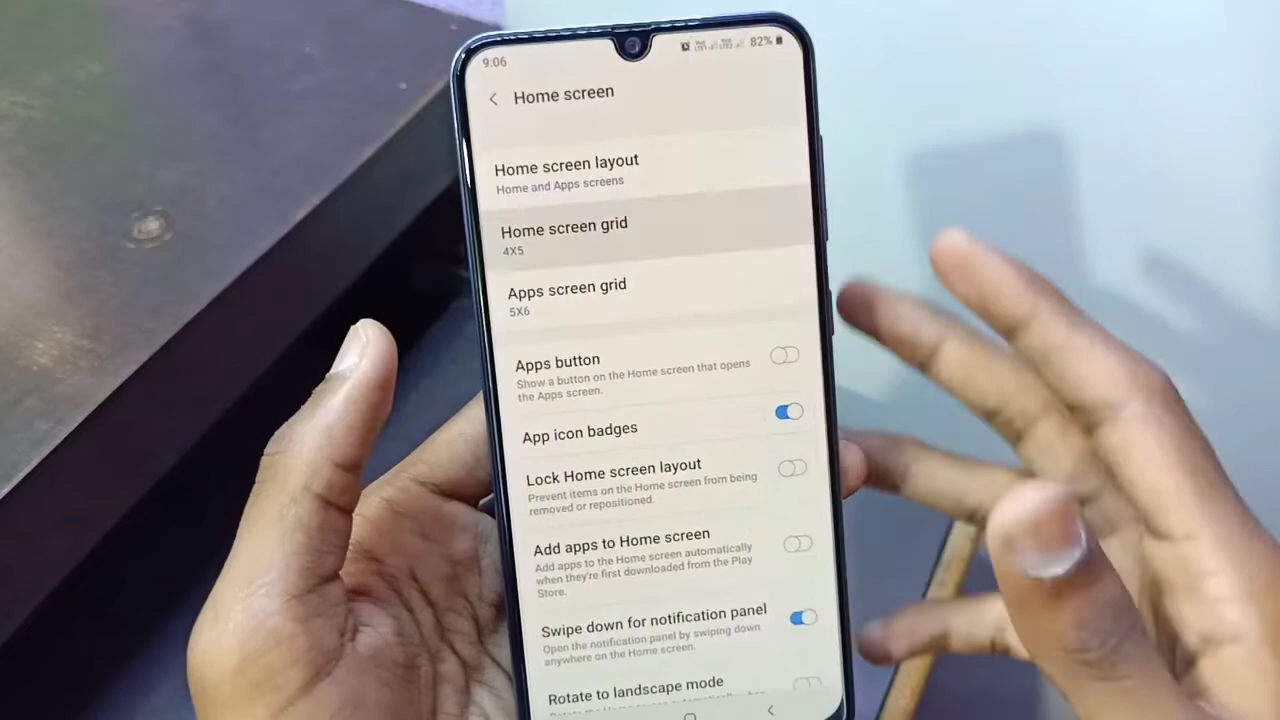 9:06
82%
Home screen
Home screen layout
Home and Apps screens
Home screen grid
4X5
Apps screen grid
5X6
Apps button
Show a button on the Home screen that opens
the Apps screen.
App icon badges
Lock Home screen layout
Prevent items on the Home screen from being
removed or repositioned.
Add apps to Home screen
Add apps to the Home screen automatically
when they're first downloaded from the Play
Store.
Swipe down for notification panel
Open the notification panel by swiping down
anywhere on the Home screen.
Rotate to landscape mode